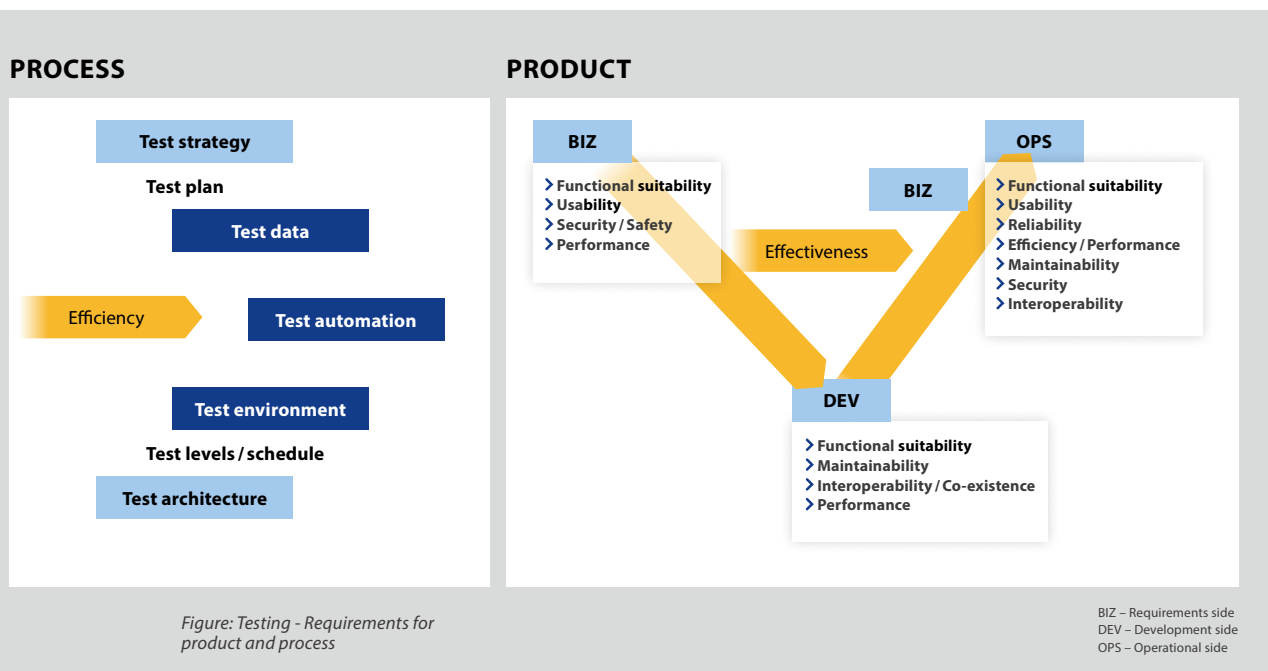 PROCESS
Test strategy
Test plan
Test data
Efficiency
Test automation
Test environment
Test levels / schedule
Test architecture
PRODUCT
BIZ
Functional suitability
Usability
Security / Safety
Performance
Effectiveness
BIZ
OPS
Functional suitability
Usability
Reliability
Efficiency / Performance
Maintainability
Security
Interoperability
DEV
Functional suitability
Maintainability
Interoperability / Co-existence
Performance
Figure: Testing - Requirements for
product and process
BIZ – Requirements side
DEV – Development side
OPS – Operational side